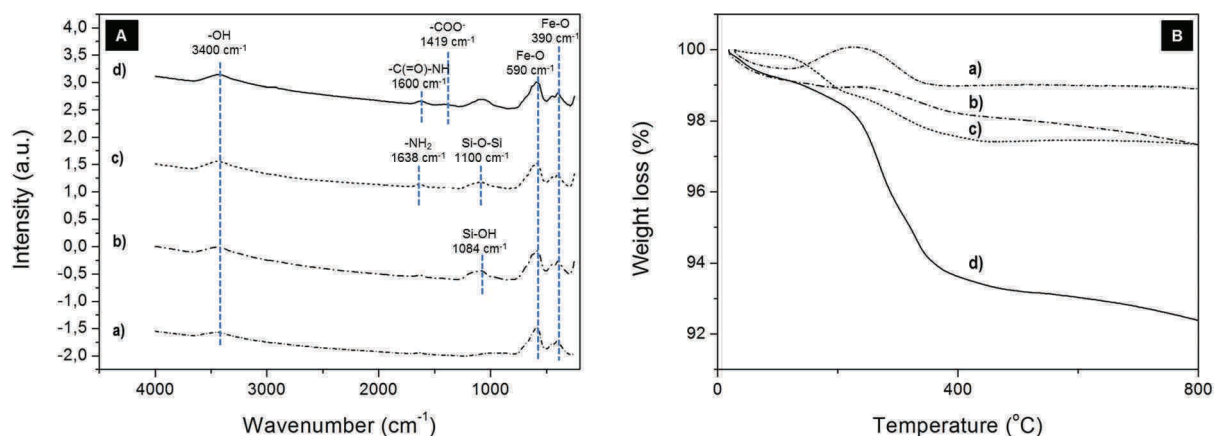 A
4,0
3,5
3,0
2,5
2,0
1,5
1,0
0,5
0,0
-0,5
-1,0
-1,5
-2,0
-OH
3400 cm⁻¹
-COO⁻
1419 cm⁻¹
Fe-O
390 cm⁻¹
Fe-O
590 cm⁻¹
-C(=O)-NH
1600 cm⁻¹
d)
-NH₂
1638 cm⁻¹
Si-O-Si
1100 cm⁻¹
c)
Si-OH
1084 cm⁻¹
b)
a)
4000
3000
2000
1000
Intensity (a.u.)
Wavenumber (cm⁻¹)
B
100
98
96
94
92
a)
b)
c)
d)
0
400
800
Weight loss (%)
Temperature (°C)